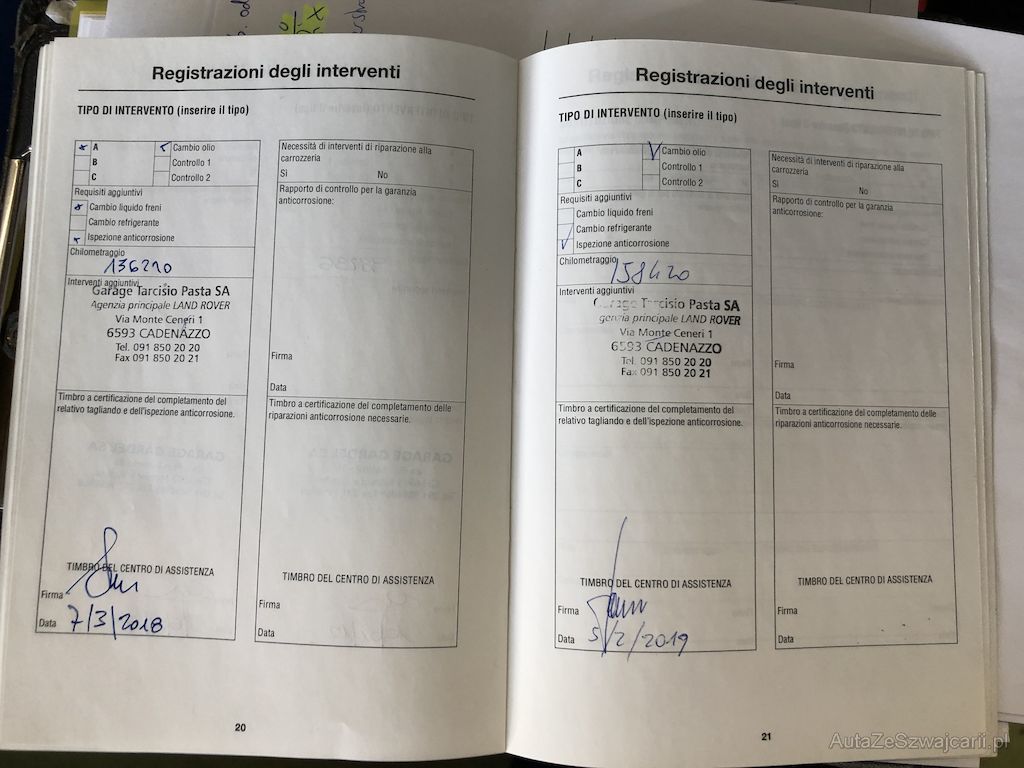 Registrazioni degli interventi
TIPO DI INTERVENTO (inserire il tipo)
A
Cambio olio
B
Controllo 1
C
Controllo 2
Requisiti aggiuntivi
Cambio liquido freni
Cambio refrigerante
Ispezione anticorrosione
Chilometraggio
136210
Interventi aggiuntivi
Garage Tarcisio Pasta SA
Agenzia principale LAND ROVER
Via Monte Ceneri 1
6593 CADENAZZO
Tel. 091 850 20 20
Fax 091 850 20 21
Timbro a certificazione del completamento del
relativo tagliando e dell'ispezione anticorrosione.
TIMBRO DEL CENTRO DI ASSISTENZA
Firma
Data 7/3/2018
Necessità di interventi di riparazione alla
carrozzeria
Sì No
Rapporto di controllo per la garanzia
anticorrosione:
Firma
Data
Timbro a certificazione del completamento delle
riparazioni anticorrosione necessarie.
TIMBRO DEL CENTRO DI ASSISTENZA
Firma
Data
20
Registrazioni degli interventi
TIPO DI INTERVENTO (inserire il tipo)
A
Cambio olio
B
Controllo 1
C
Controllo 2
Requisiti aggiuntivi
Cambio liquido freni
Cambio refrigerante
Ispezione anticorrosione
Chilometraggio
158420
Interventi aggiuntivi
Garage Tarcisio Pasta SA
genzia principale LAND ROVER
Via Monte Ceneri 1
6593 CADENAZZO
Tel. 091 850 20 20
Fax 091 850 20 21
Timbro a certificazione del completamento del
relativo tagliando e dell'ispezione anticorrosione.
TIMBRO DEL CENTRO DI ASSISTENZA
Firma
Data 5/2/2019
Necessità di interventi di riparazione alla
carrozzeria
Sì No
Rapporto di controllo per la garanzia
anticorrosione:
Firma
Data
Timbro a certificazione del completamento delle
riparazioni anticorrosione necessarie.
TIMBRO DEL CENTRO DI ASSISTENZA
Firma
Data
21
AutaZeSzwajcarii.pl